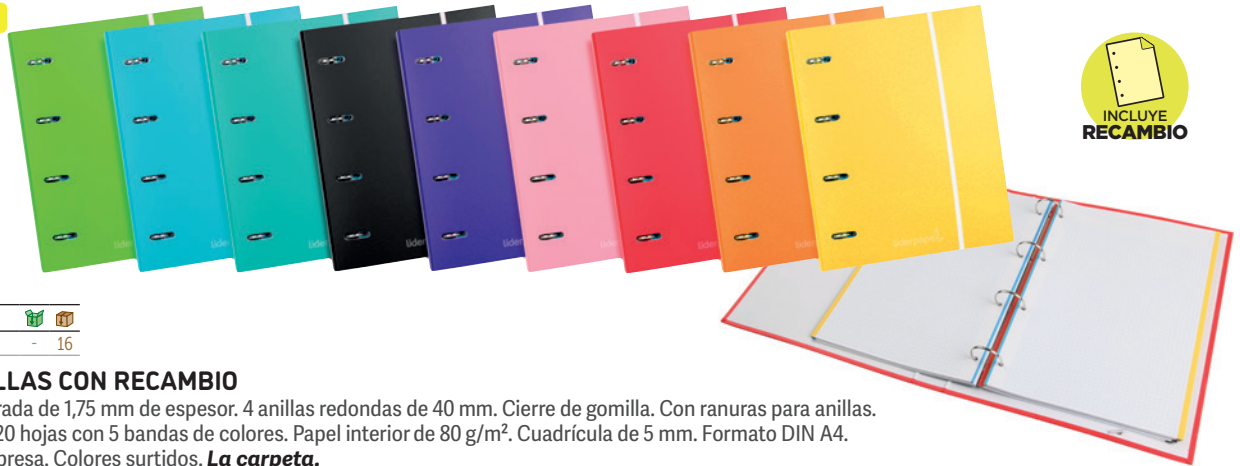 INCLUYE
RECAMBIO
liderpapel
- 16
LLAS CON RECAMBIO
rada de 1,75 mm de espesor. 4 anillas redondas de 40 mm. Cierre de gomilla. Con ranuras para anillas.
20 hojas con 5 bandas de colores. Papel interior de 80 g/m². Cuadrícula de 5 mm. Formato DIN A4.
presa. Colores surtidos. La carpeta.